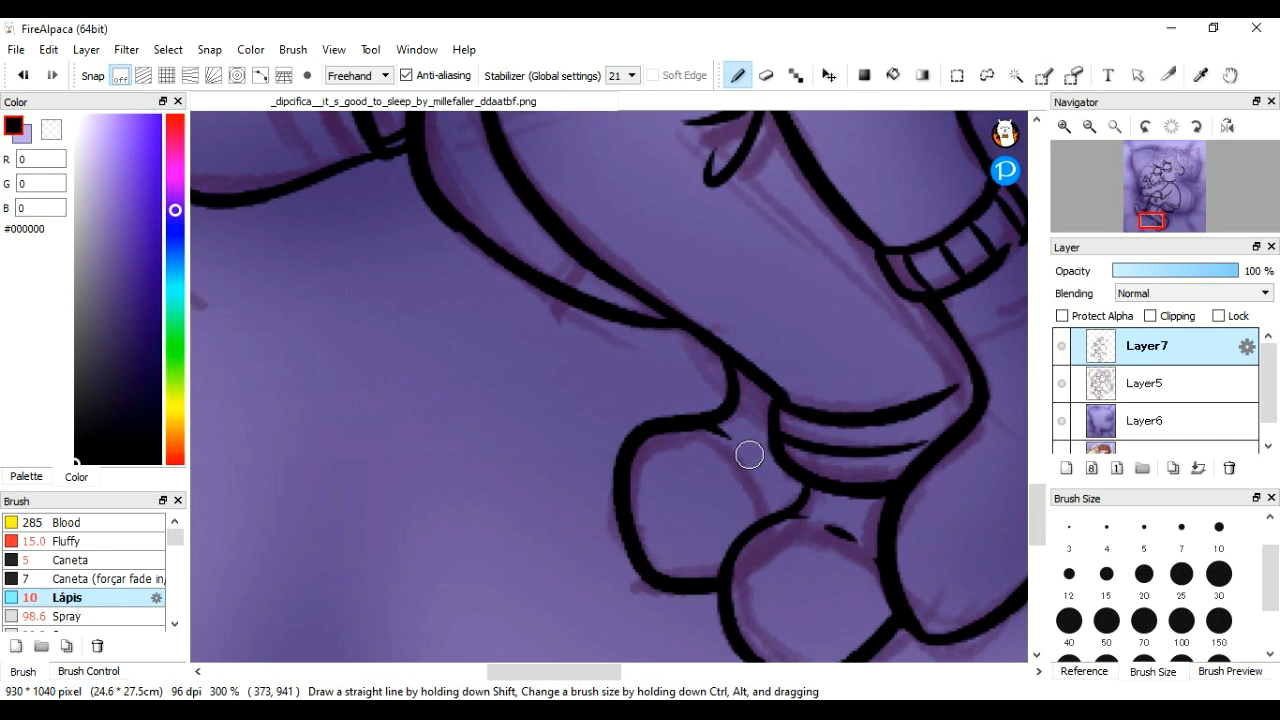 FireAlpaca (64bit)
File Edit Layer Filter Select Snap Color Brush View Tool Window Help
Snap off Freehand Anti-aliasing Stabilizer (Global settings) 21 Soft Edge T
Color
_dipcifica__it_s_good_to_sleep_by_millefaller_ddaatbf.png
Navigator
R 0
G 0
B 0
#000000
P
Layer
Opacity 100 %
Blending Normal
Protect Alpha Clipping Lock
Layer7
Layer5
Layer6
8 1
Palette Color
Brush
285 Blood
15.0 Fluffy
5 Caneta
7 Caneta (forçar fade in,
10 Lápis
98.6 Spray
Brush Size
3 4 5 7 10
12 15 20 25 30
40 50 70 100 150
Brush Brush Control
Reference Brush Size Brush Preview
930 * 1040 pixel (24.6 * 27.5cm) 96 dpi 300 % ( 373, 941 ) Draw a straight line by holding down Shift, Change a brush size by holding down Ctrl, Alt, and dragging